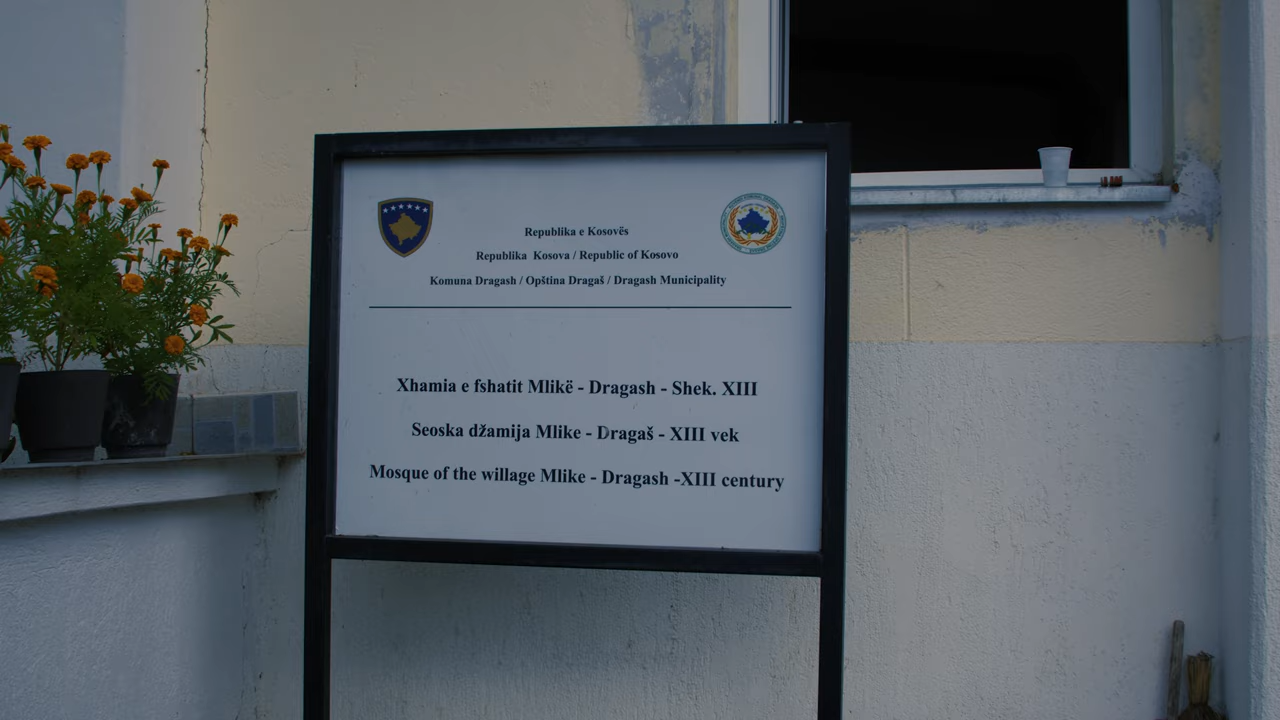 Republika e Kosovës
Republika Kosova / Republic of Kosovo
Komuna Dragash / Opština Dragaš / Dragash Municipality
Xhamia e fshatit Mlikë - Dragash - Shek. XIII
Seoska džamija Mlike - Dragaš - XIII vek
Mosque of the willage Mlike - Dragash -XIII century